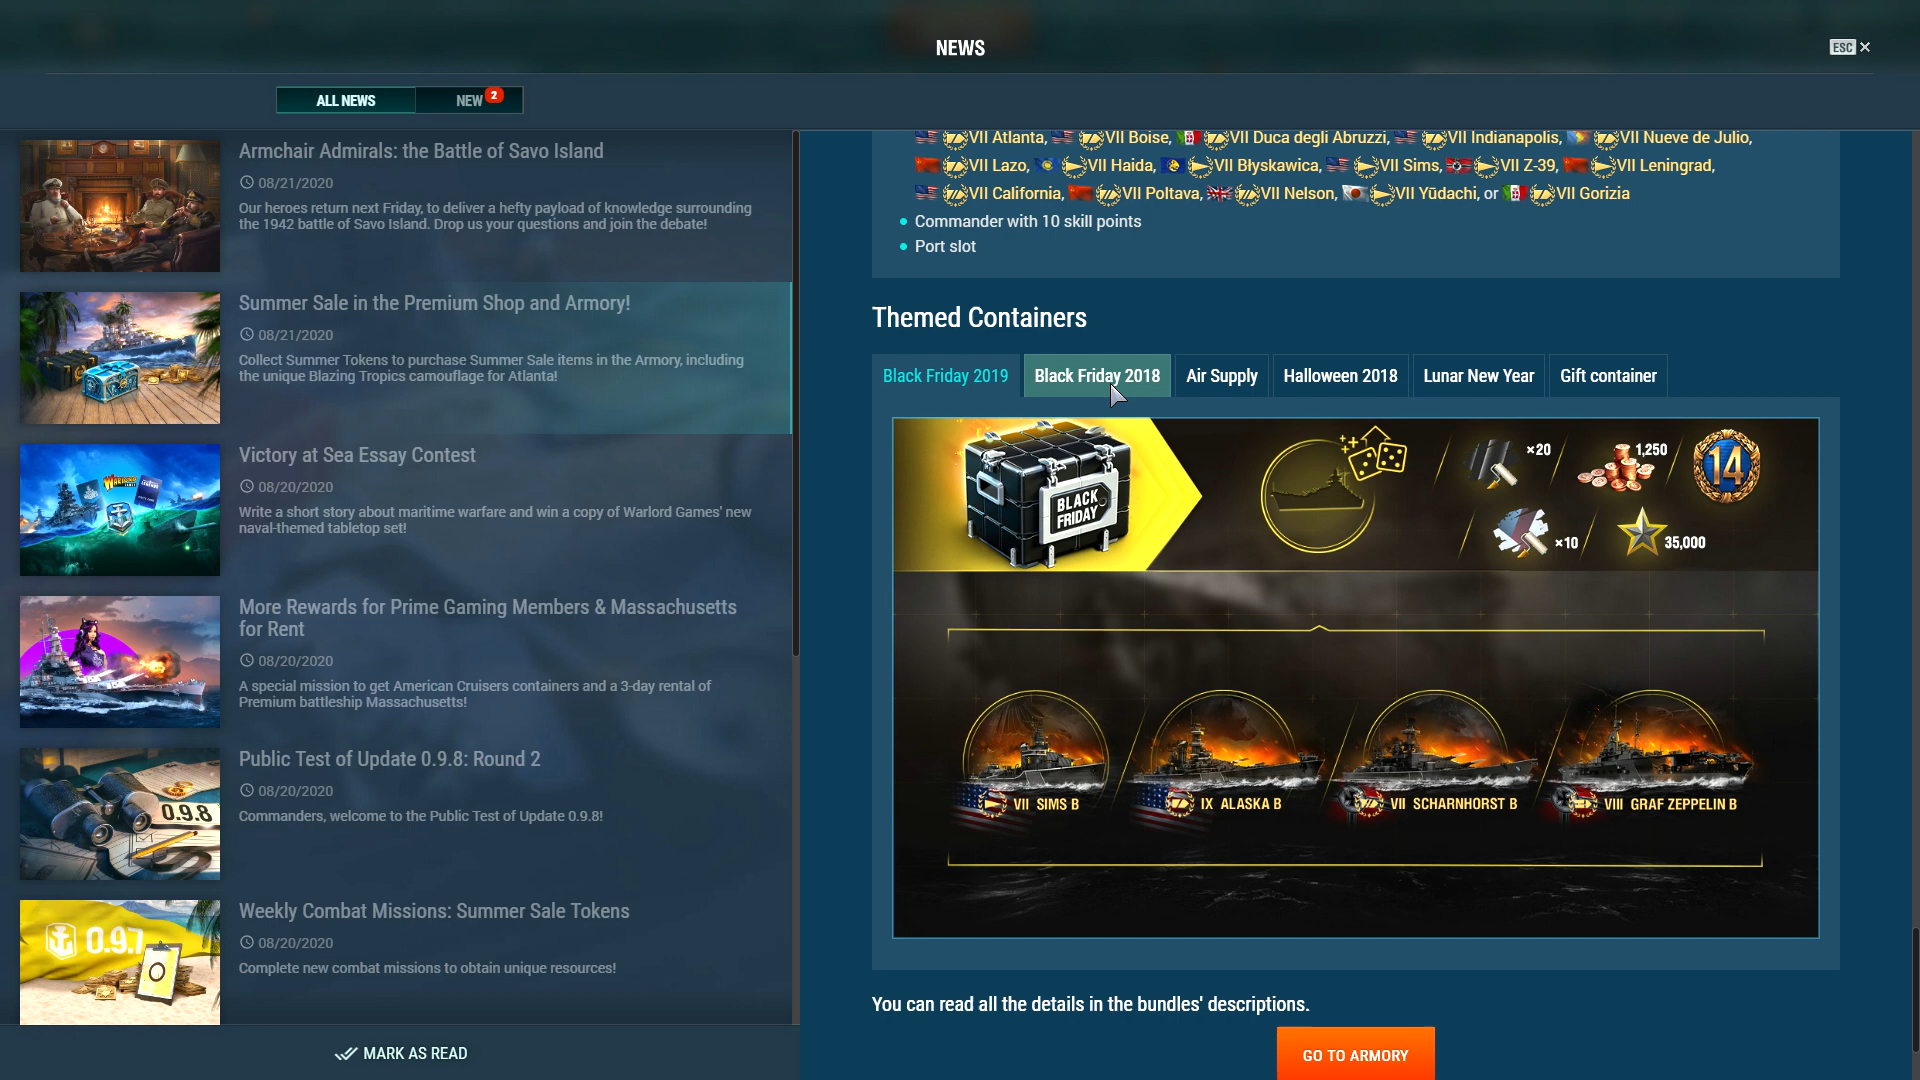 NEWS
ESC
ALL NEWS
NEW 2
Armchair Admirals: the Battle of Savo Island
08/21/2020
Our heroes return next Friday, to deliver a hefty payload of knowledge surrounding
the 1942 battle of Savo Island. Drop us your questions and join the debate!
Summer Sale in the Premium Shop and Armory!
08/21/2020
Collect Summer Tokens to purchase Summer Sale items in the Armory, including
the unique Blazing Tropics camouflage for Atlanta!
Victory at Sea Essay Contest
08/20/2020
Write a short story about maritime warfare and win a copy of Warlord Games' new
naval-themed tabletop set!
More Rewards for Prime Gaming Members & Massachusetts
for Rent
08/20/2020
A special mission to get American Cruisers containers and a 3-day rental of
Premium battleship Massachusetts!
0.9.8
Public Test of Update 0.9.8: Round 2
08/20/2020
Commanders, welcome to the Public Test of Update 0.9.8!
0.9.7
Weekly Combat Missions: Summer Sale Tokens
08/20/2020
Complete new combat missions to obtain unique resources!
MARK AS READ
VII Atlanta, VII Boise, VII Duca degli Abruzzi, VII Indianapolis, VII Nueve de Julio,
VII Lazo, VII Haida, VII Błyskawica, VII Sims, VII Z-39, VII Leningrad,
VII California, VII Poltava, VII Nelson, VII Yūdachi, or VII Gorizia
Commander with 10 skill points
Port slot
Themed Containers
Black Friday 2019
Black Friday 2018
Air Supply
Halloween 2018
Lunar New Year
Gift container
BLACK
FRIDAY
×20
1,250
14
×10
35,000
VII SIMS B
IX ALASKA B
VII SCHARNHORST B
VIII GRAF ZEPPELIN B
You can read all the details in the bundles' descriptions.
GO TO ARMORY